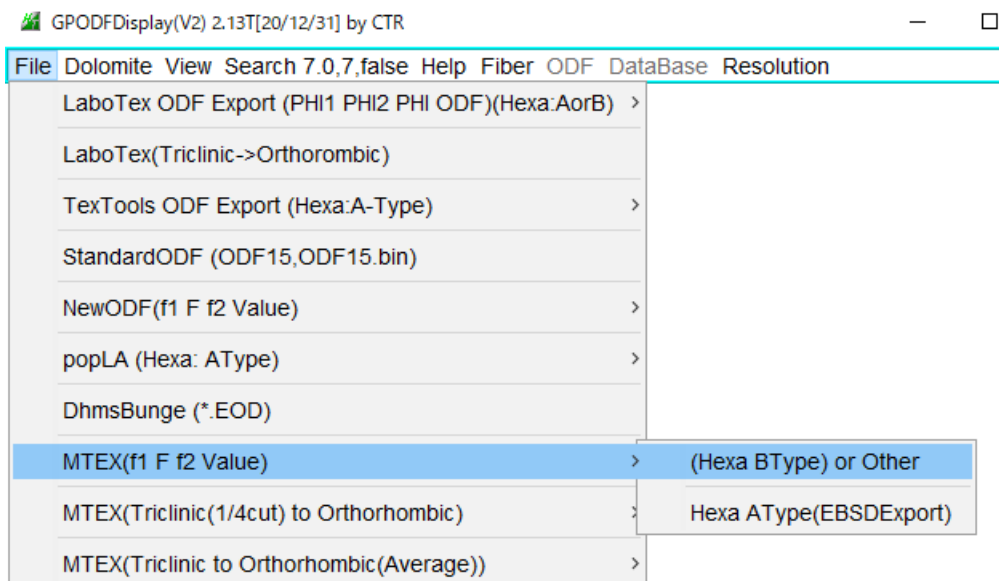 GPODFDisplay(V2) 2.13T[20/12/31] by CTR
File Dolomite View Search 7.0,7,false Help Fiber ODF DataBase Resolution
LaboTex ODF Export (PHI1 PHI2 PHI ODF)(Hexa:AorB)
LaboTex(Triclinic->Orthorombic)
TexTools ODF Export (Hexa:A-Type)
StandardODF (ODF15,ODF15.bin)
NewODF(f1 F f2 Value)
popLA (Hexa: AType)
DhmsBunge (*.EOD)
MTEX(f1 F f2 Value)
(Hexa BType) or Other
MTEX(Triclinic(1/4cut) to Orthorhombic)
Hexa AType(EBSDExport)
MTEX(Triclinic to Orthorhombic(Average))